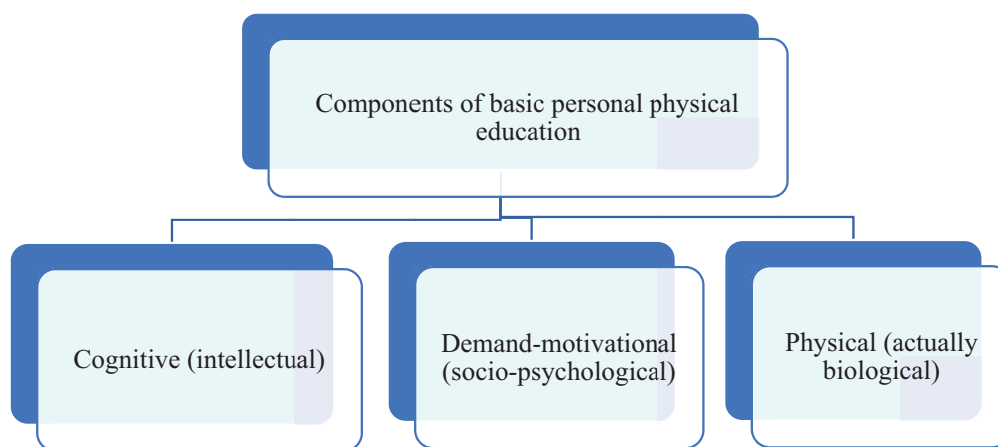 Components of basic personal physical
education
Cognitive (intellectual)
Demand-motivational
(socio-psychological)
Physical (actually
biological)